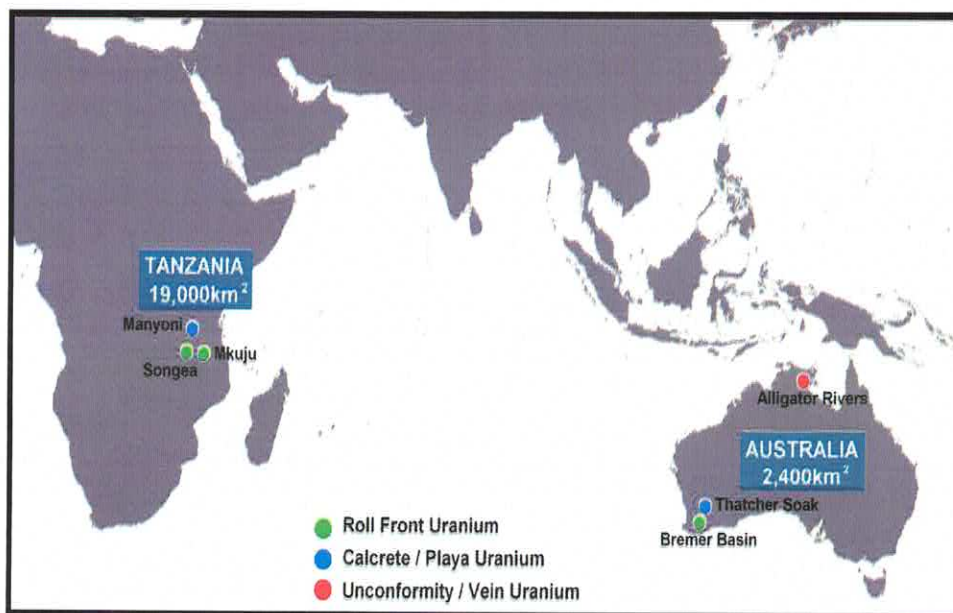 TANZANIA
19,000km²
Manyoni
Mkuju
Songea
Alligator Rivers
AUSTRALIA
2,400km²
Thatcher Soak
Bremer Basin
Roll Front Uranium
Calcrete / Playa Uranium
Unconformity / Vein Uranium